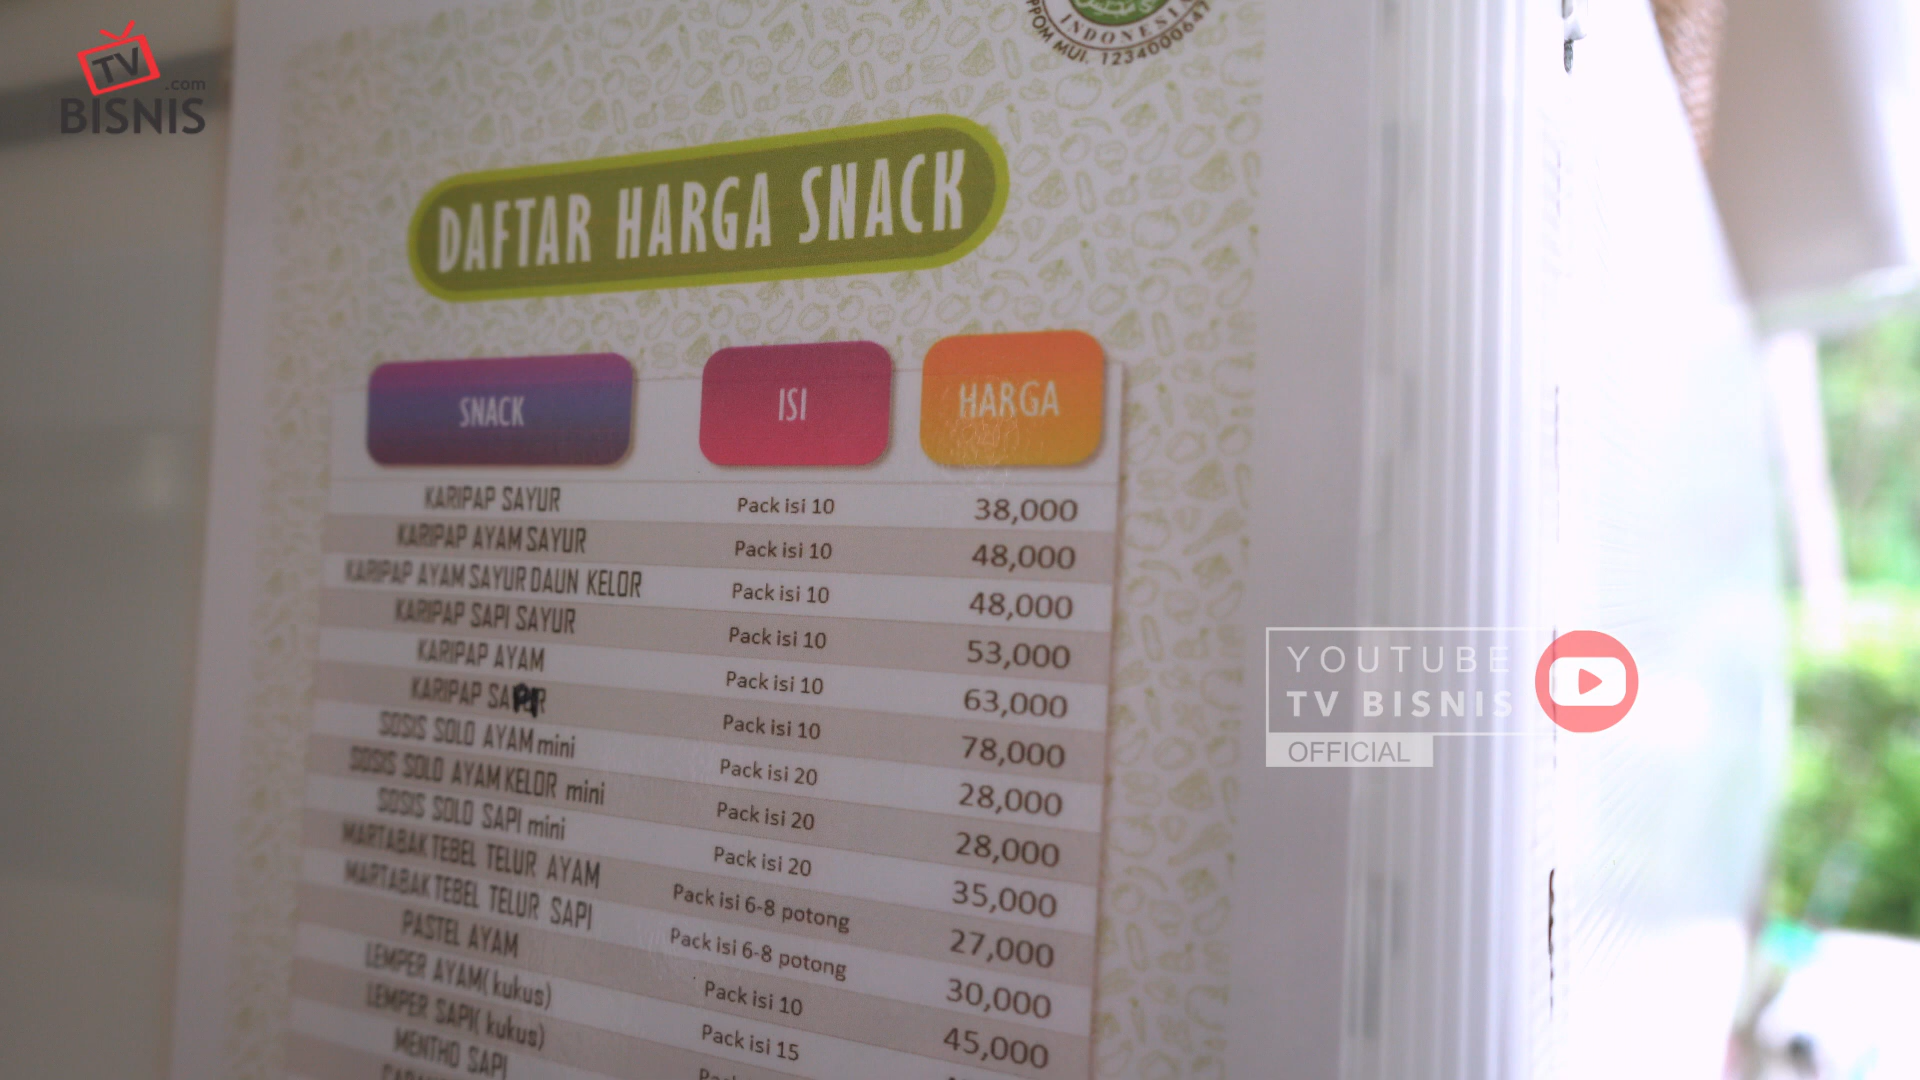 TV
.com
BISNIS
INDONESIA
PPOM MUI. 123400064
DAFTAR HARGA SNACK
SNACK ISI HARGA
KARIPAP SAYUR Pack isi 10 38,000
KARIPAP AYAM SAYUR Pack isi 10 48,000
KARIPAP AYAM SAYUR DAUN KELOR Pack isi 10 48,000
KARIPAP SAPI SAYUR Pack isi 10 53,000
KARIPAP AYAM Pack isi 10 63,000
KARIPAP SAPI Pack isi 10 78,000
SOSIS SOLO AYAM mini Pack isi 20 28,000
SOSIS SOLO AYAM KELOR mini Pack isi 20 28,000
SOSIS SOLO SAPI mini Pack isi 20 35,000
MARTABAK TEBEL TELUR AYAM Pack isi 6-8 potong 27,000
MARTABAK TEBEL TELUR SAPI Pack isi 6-8 potong 30,000
PASTEL AYAM Pack isi 10 45,000
LEMPER AYAM( kukus) Pack isi 15
LEMPER SAPI( kukus)
MENTHO SAPI
YOUTUBE
TV BISNIS
OFFICIAL